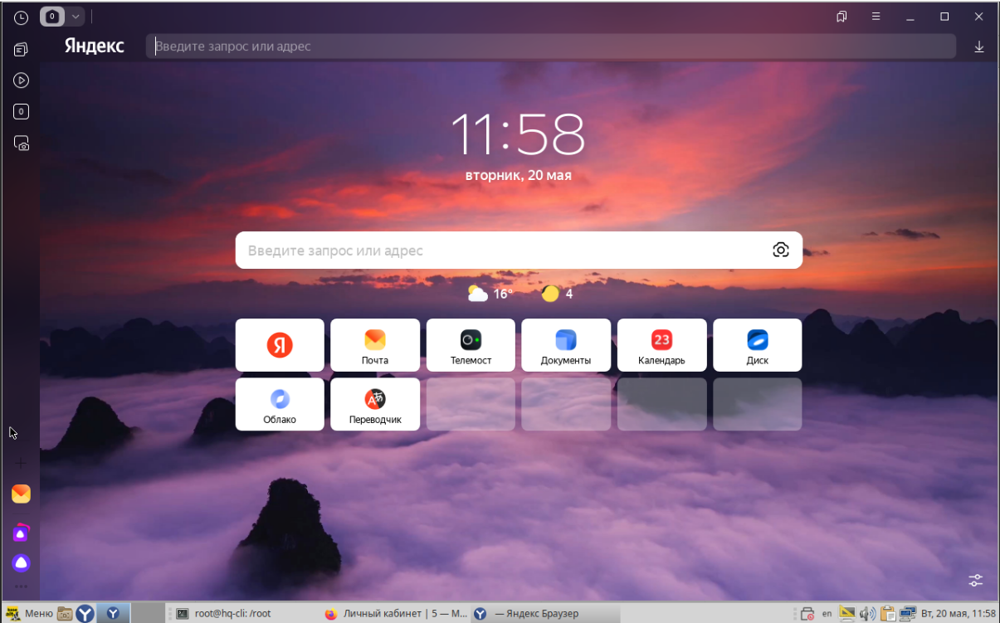 0
Яндекс
Введите запрос или адрес
0
11:58
вторник, 20 мая
Введите запрос или адрес
16° 4
Я
Почта
Телемост
Документы
23
Календарь
Диск
Облако
Переводчик
Меню
root@hq-cli: /root
Личный кабинет | 5 — M...
— Яндекс Браузер
en
Вт, 20 мая, 11:58